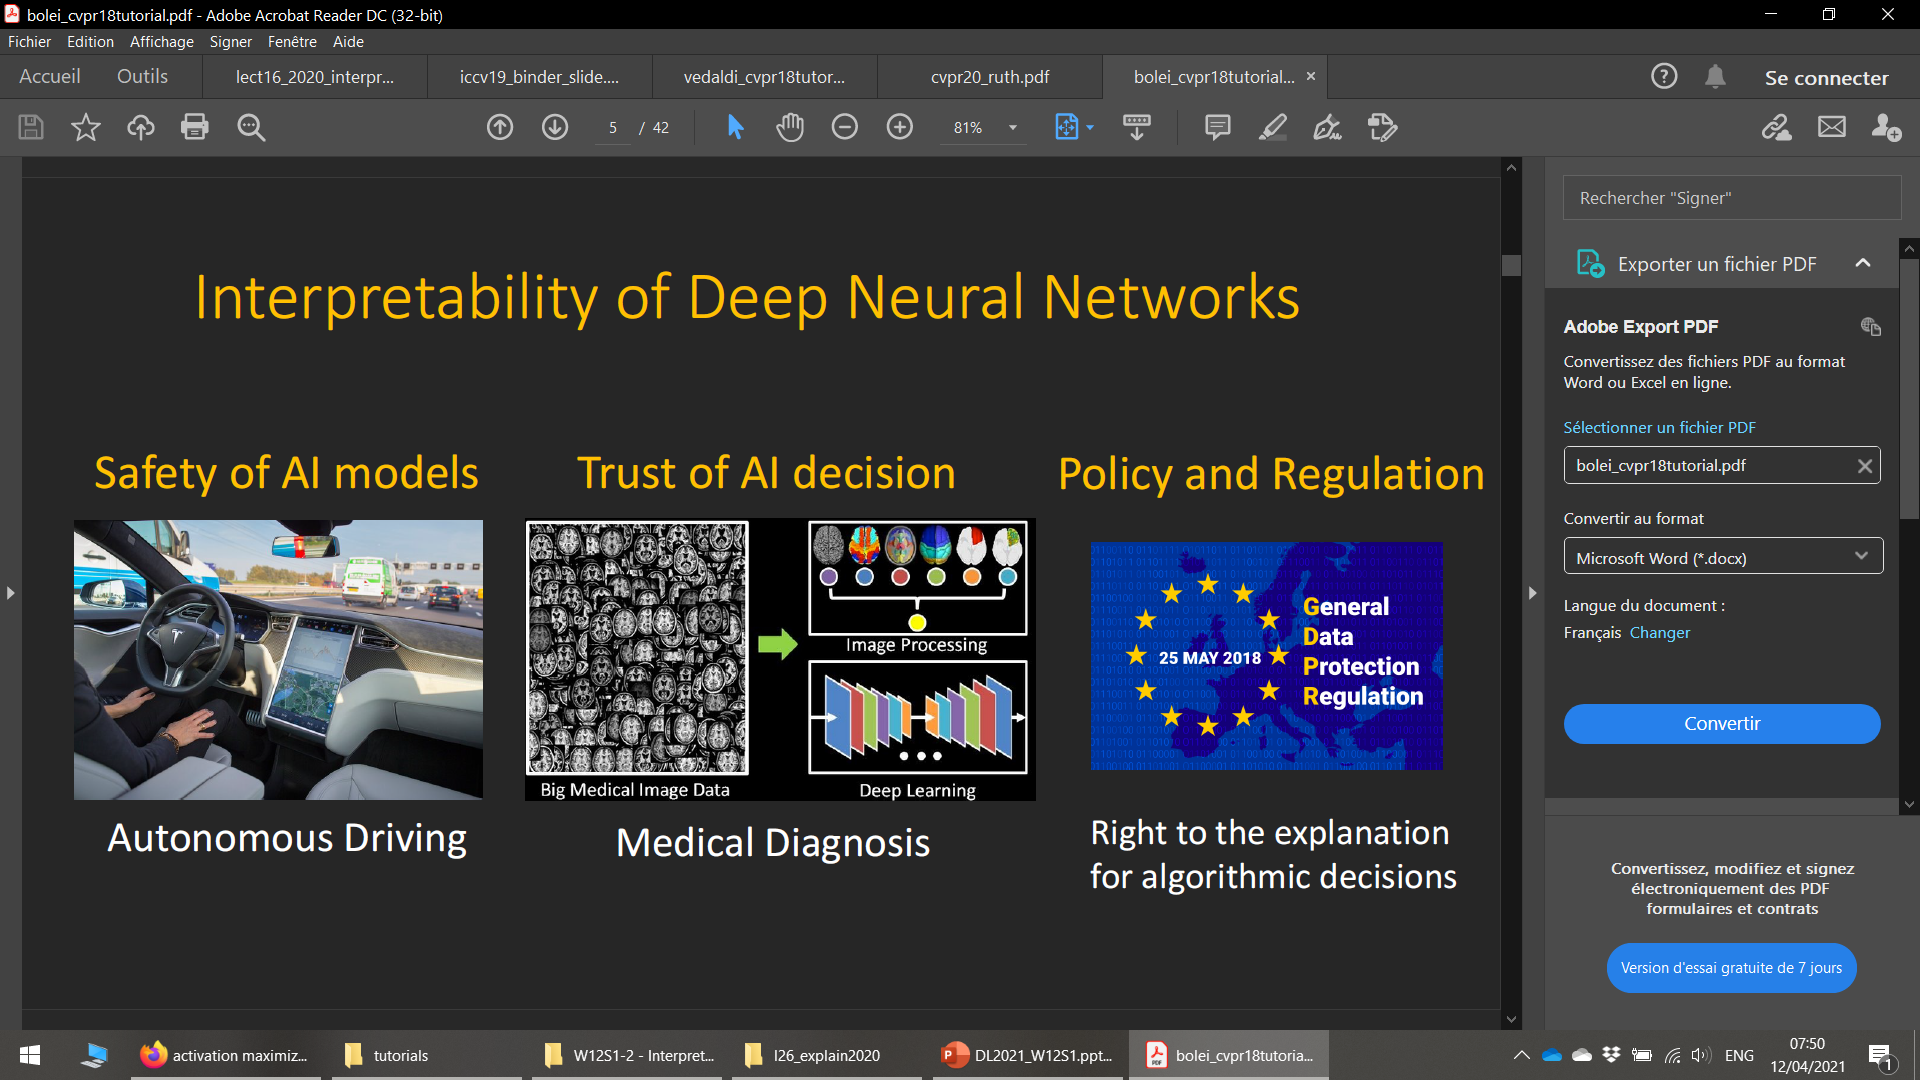 bolei_cvpr18tutorial.pdf - Adobe Acrobat Reader DC (32-bit)
Fichier Edition Affichage Signer Fenêtre Aide
Accueil Outils lect16_2020_interpr... iccv19_binder_slide.... vedaldi_cvpr18tutor... cvpr20_ruth.pdf bolei_cvpr18tutorial... × Se connecter
5 / 42 81%
Interpretability of Deep Neural Networks
Safety of AI models
Autonomous Driving
Trust of AI decision
Image Processing
Big Medical Image Data
Deep Learning
Medical Diagnosis
Policy and Regulation
25 MAY 2018
General
Data
Protection
Regulation
Right to the explanation
for algorithmic decisions
Rechercher "Signer"
Exporter un fichier PDF
Adobe Export PDF
Convertissez des fichiers PDF au format
Word ou Excel en ligne.
Sélectionner un fichier PDF
bolei_cvpr18tutorial.pdf
Convertir au format
Microsoft Word (*.docx)
Langue du document :
Français Changer
Convertir
Convertissez, modifiez et signez
électroniquement des PDF
formulaires et contrats
Version d'essai gratuite de 7 jours
activation maximiz... tutorials W12S1-2 - Interpret... I26_explain2020 DL2021_W12S1.ppt... bolei_cvpr18tutoria... ENG
07:50
12/04/2021
1